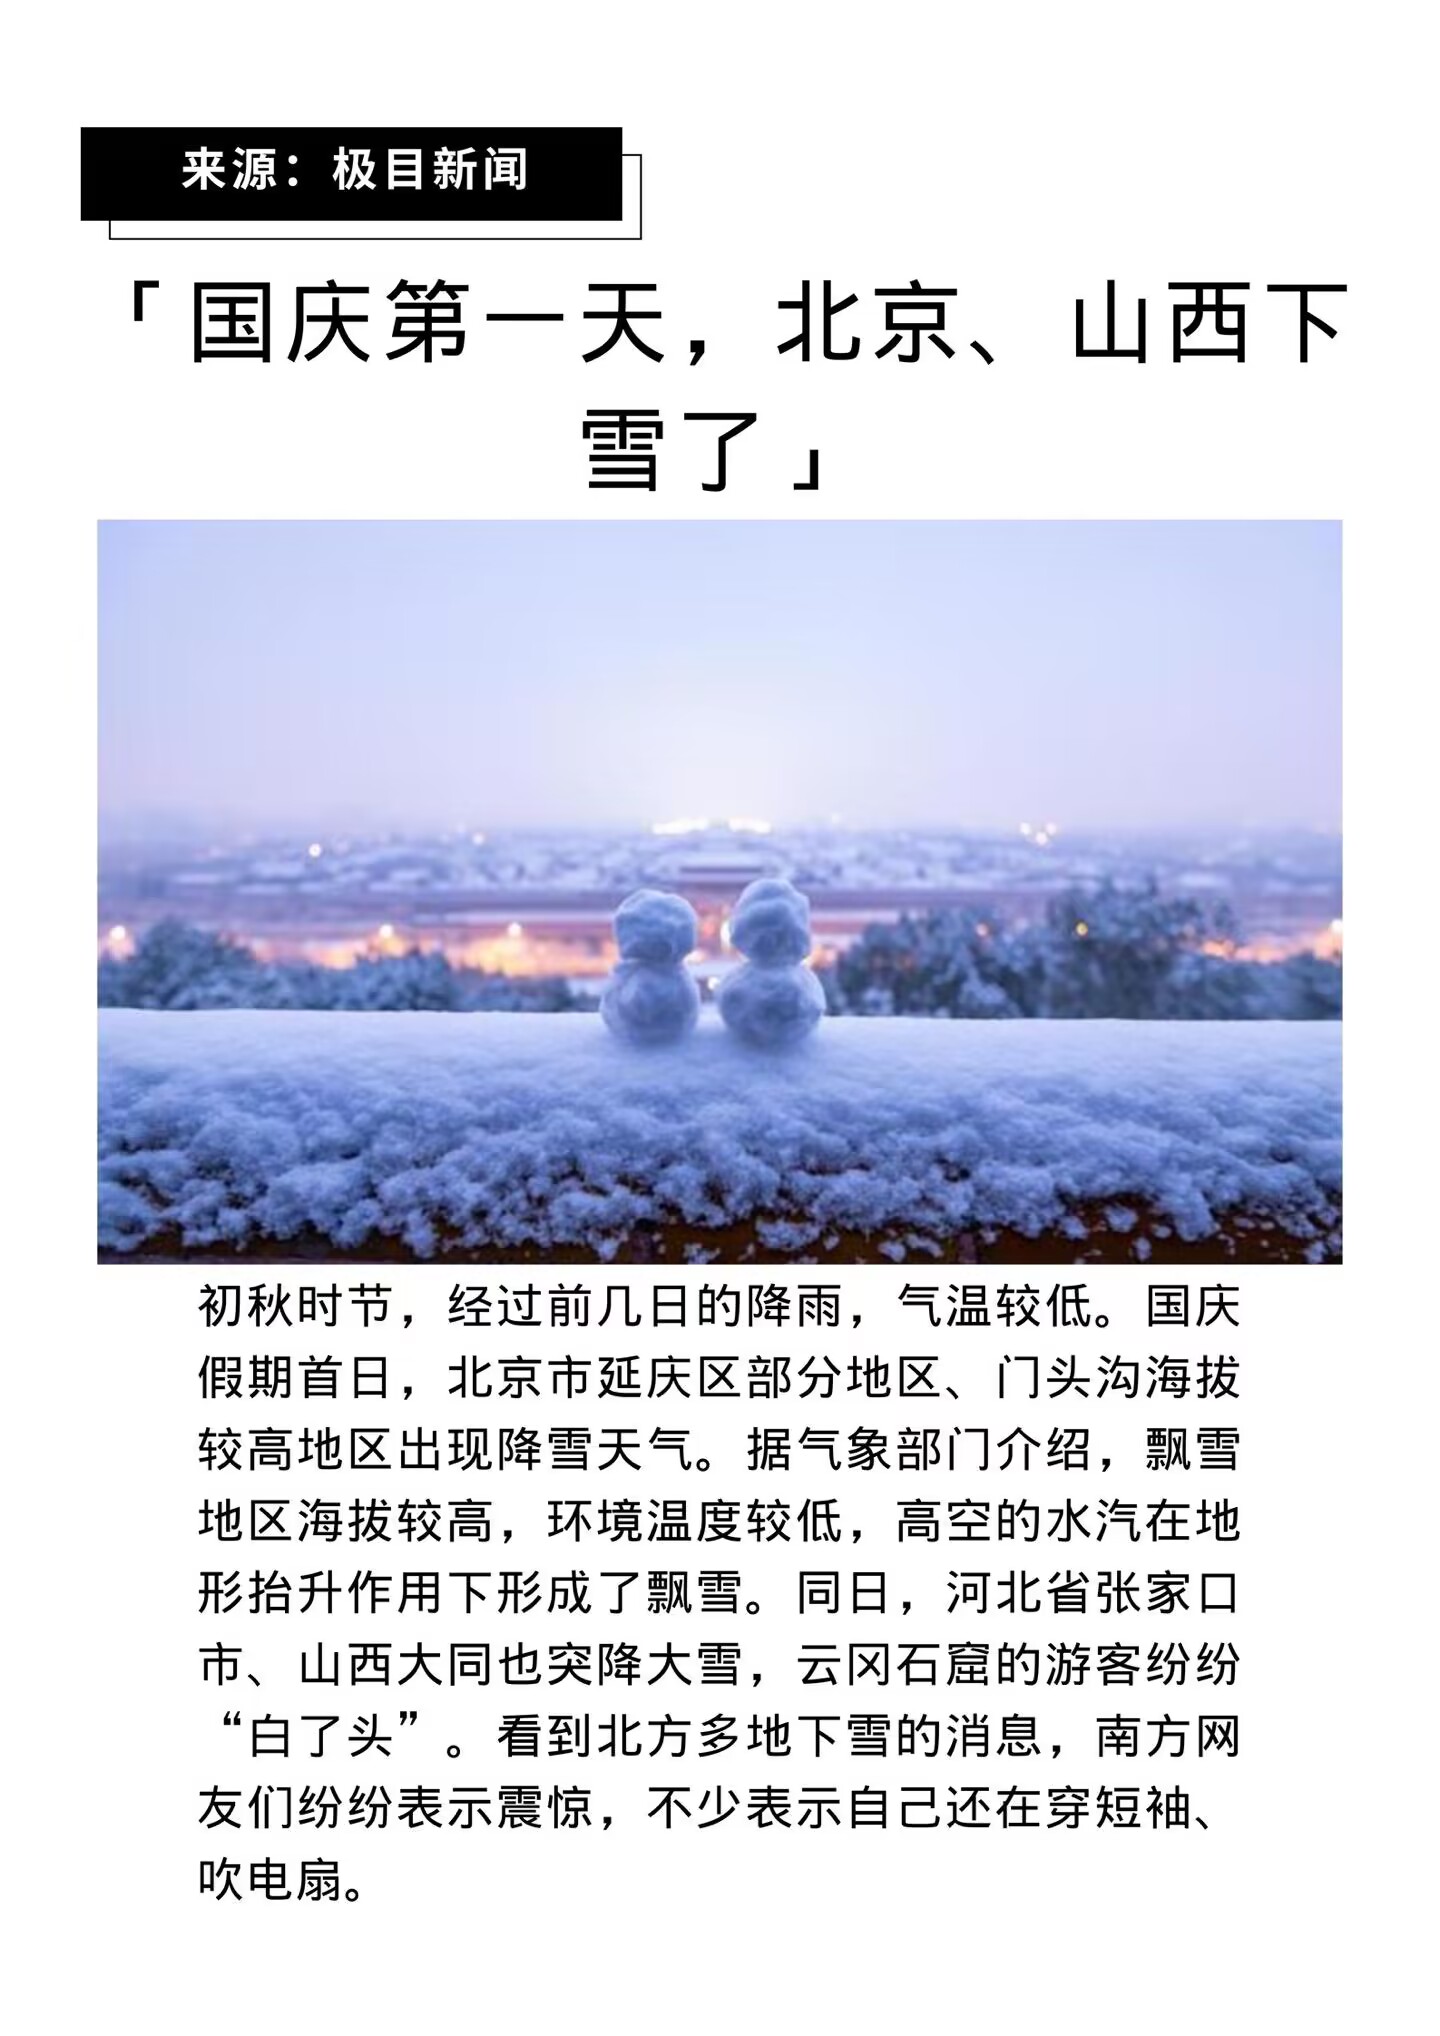 来源：极目新闻
「国庆第一天，北京、山西下
雪了」
初秋时节，经过前几日的降雨，气温较低。国庆
假期首日，北京市延庆区部分地区、门头沟海拔
较高地区出现降雪天气。据气象部门介绍，飘雪
地区海拔较高，环境温度较低，高空的水汽在地
形抬升作用下形成了飘雪。同日，河北省张家口
市、山西大同也突降大雪，云冈石窟的游客纷纷
“白了头”。看到北方多地下雪的消息，南方网
友们纷纷表示震惊，不少表示自己还在穿短袖、
吹电扇。